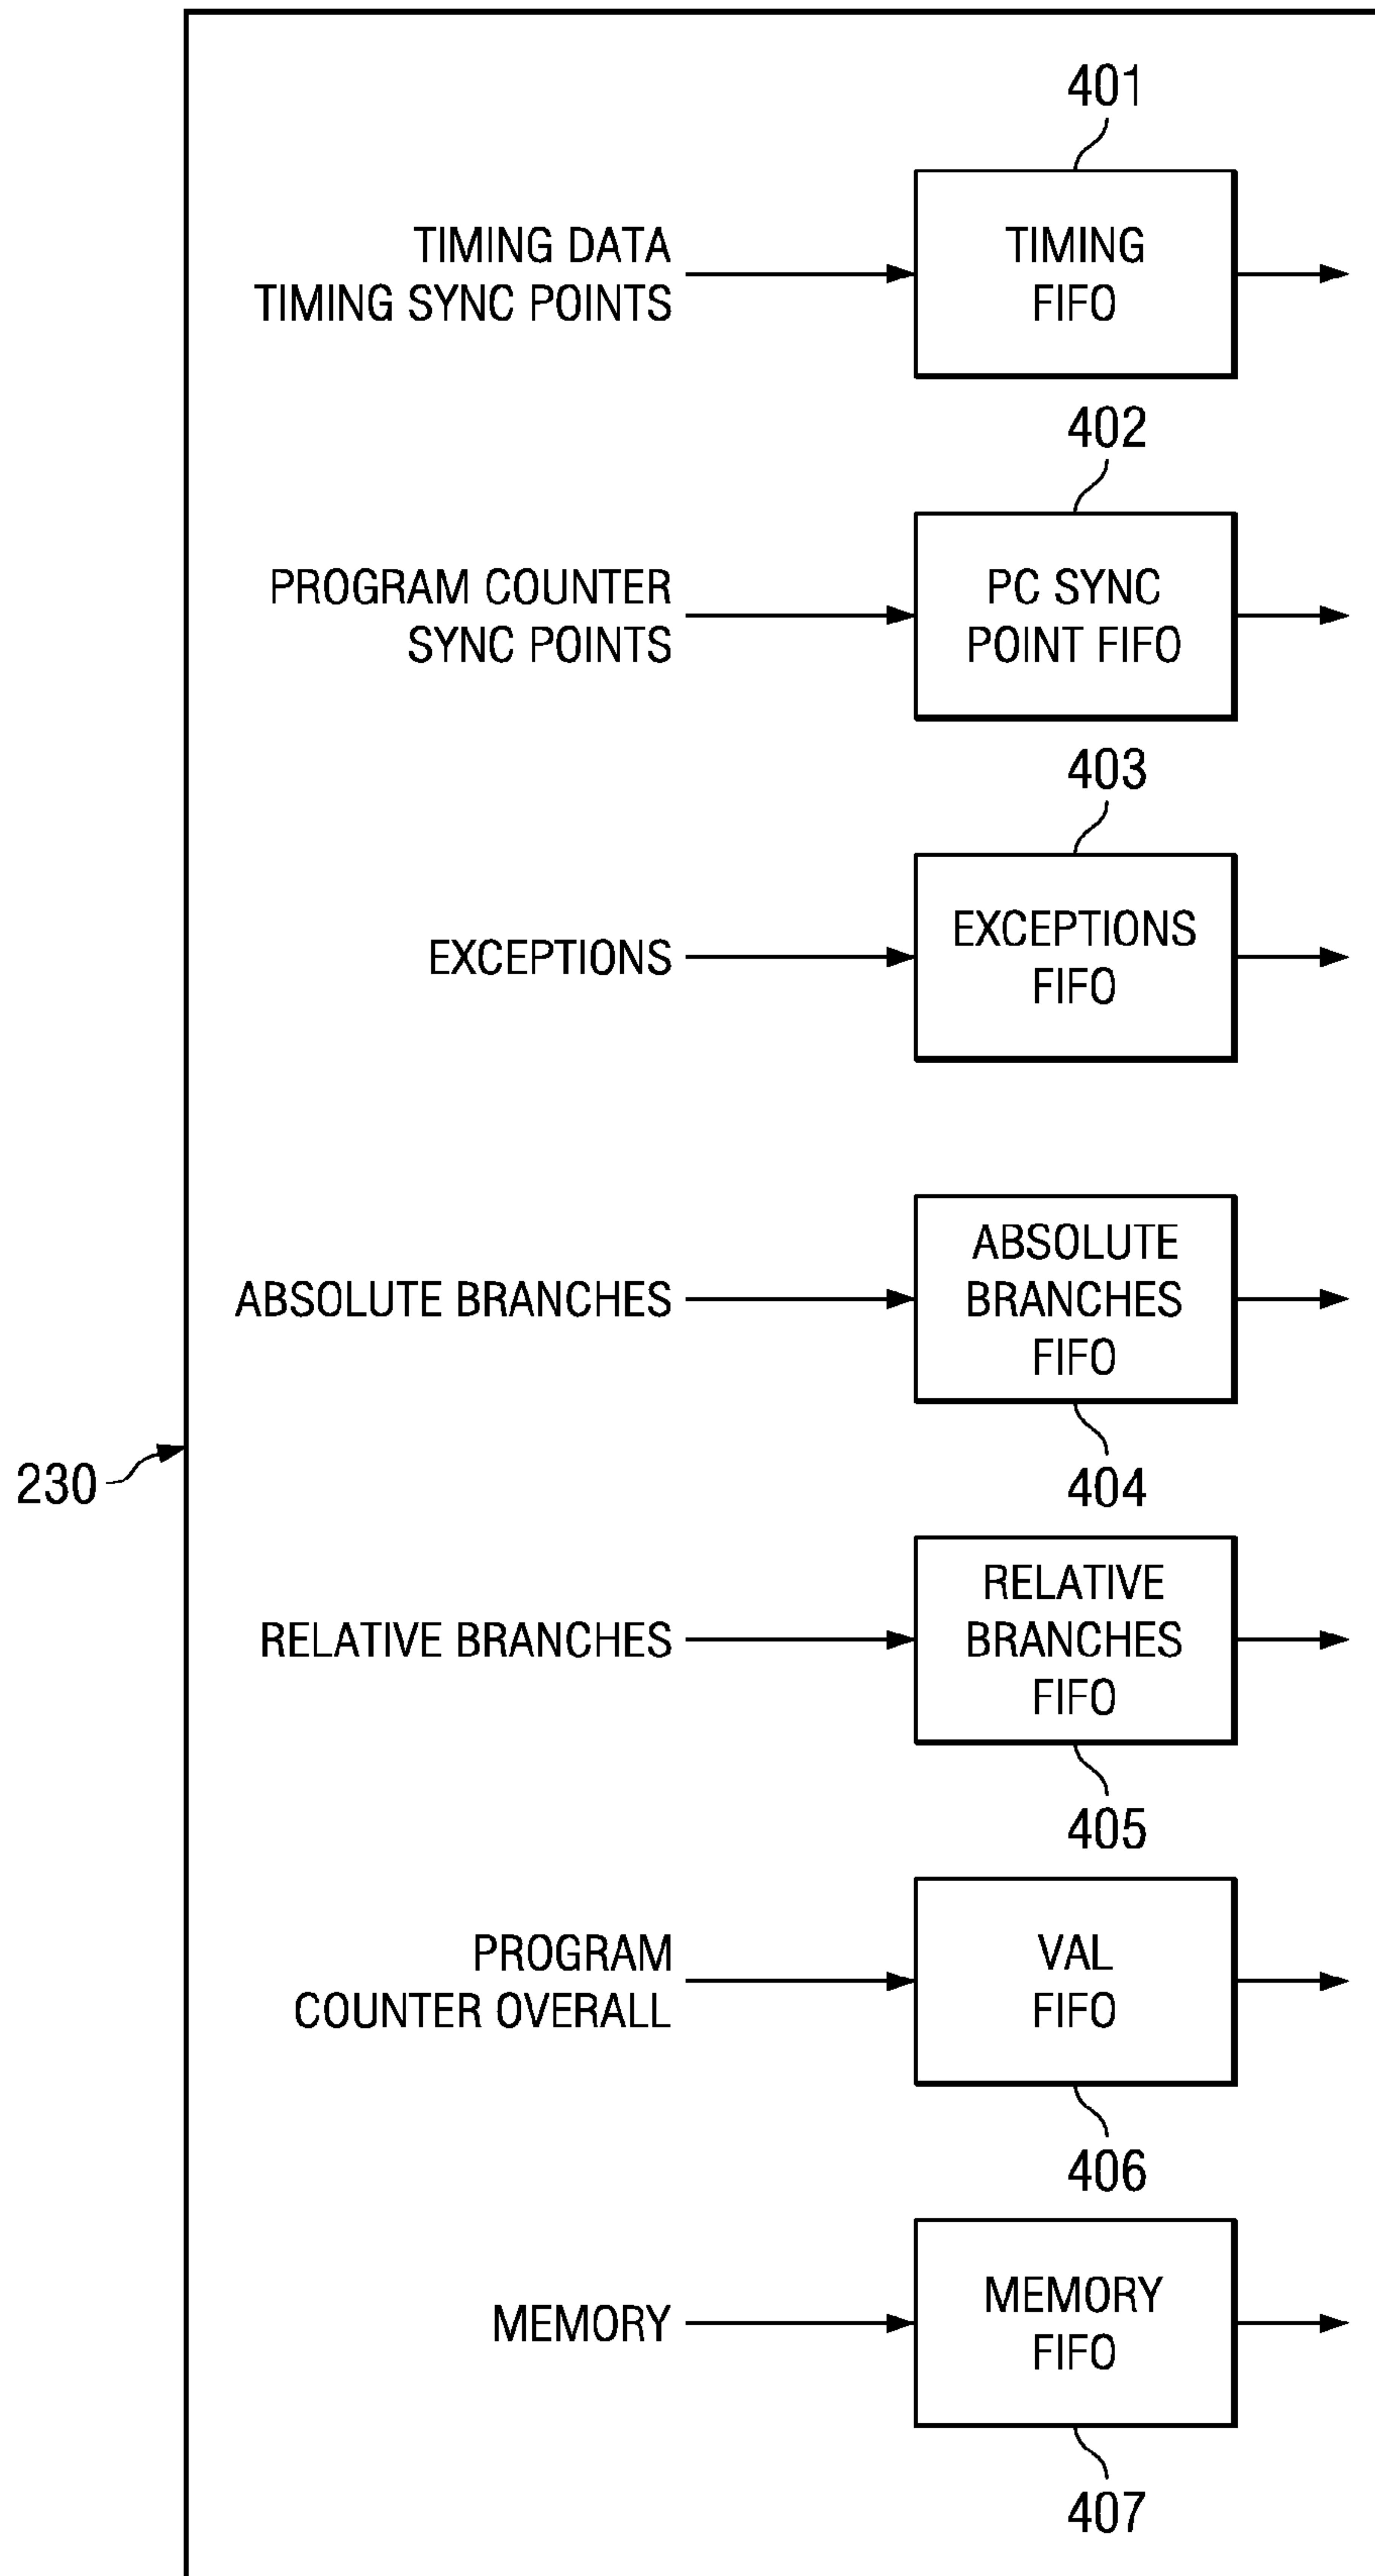 401
TIMING DATA
TIMING SYNC POINTS
TIMING
FIFO
402
PROGRAM COUNTER
SYNC POINTS
PC SYNC
POINT FIFO
403
EXCEPTIONS
EXCEPTIONS
FIFO
ABSOLUTE BRANCHES
ABSOLUTE
BRANCHES
FIFO
404
230
RELATIVE BRANCHES
RELATIVE
BRANCHES
FIFO
405
PROGRAM
COUNTER OVERALL
VAL
FIFO
406
MEMORY
MEMORY
FIFO
407